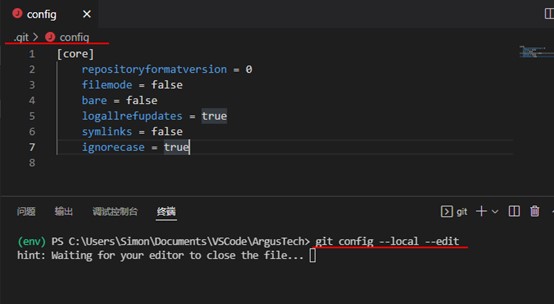 config
.git > config
1 [core]
2 repositoryformatversion = 0
3 filemode = false
4 bare = false
5 logallrefupdates = true
6 symlinks = false
7 ignorecase = true
8
问题 输出 调试控制台 终端
git
(env) PS C:\Users\Simon\Documents\VSCode\ArgusTech> git config --local --edit
hint: Waiting for your editor to close the file...